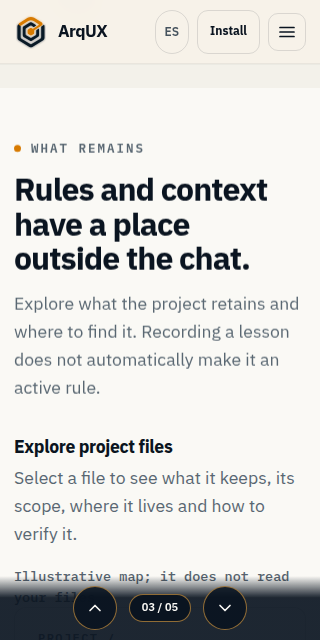 ArqUX
ES
Install
WHAT REMAINS
Rules and context
have a place
outside the chat.
Explore what the project retains and
where to find it. Recording a lesson
does not automatically make it an
active rule.
Explore project files
Select a file to see what it keeps, its
scope, where it lives and how to
verify it.
Illustrative map; it does not read
your
03 / 05
PROJECT /